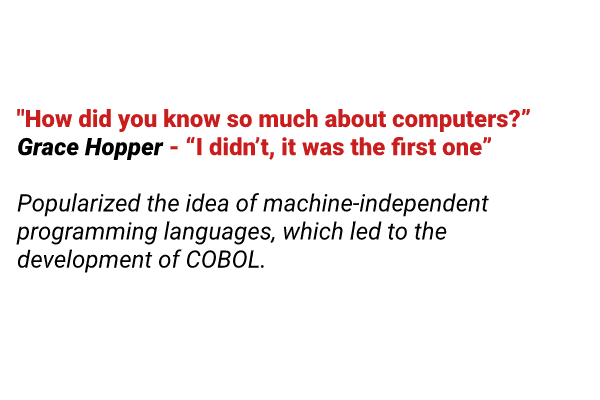 "How did you know so much about computers?”
Grace Hopper - “I didn’t, it was the first one”
Popularized the idea of machine-independent
programming languages, which led to the
development of COBOL.